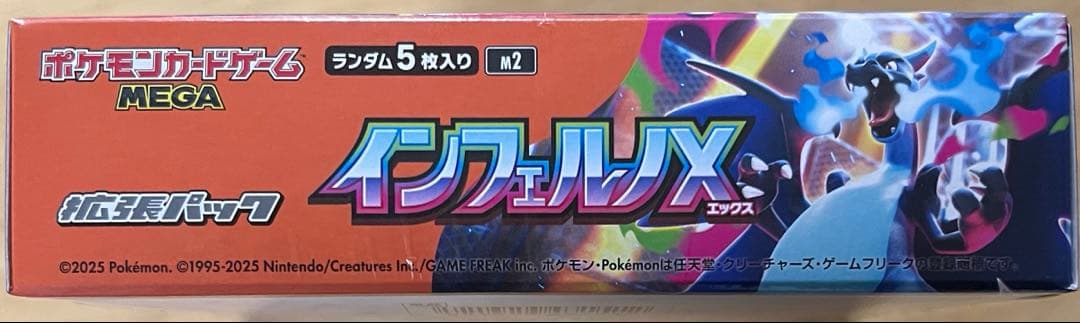 ポケモンカードゲーム
MEGA
ランダム5枚入り M2
インフェルノX
エックス
拡張パック
©2025 Pokémon. ©1995-2025 Nintendo/Creatures Inc./GAME FREAK inc. ポケモン・Pokémonは任天堂・クリーチャーズ・ゲームフリークの登録商標です。